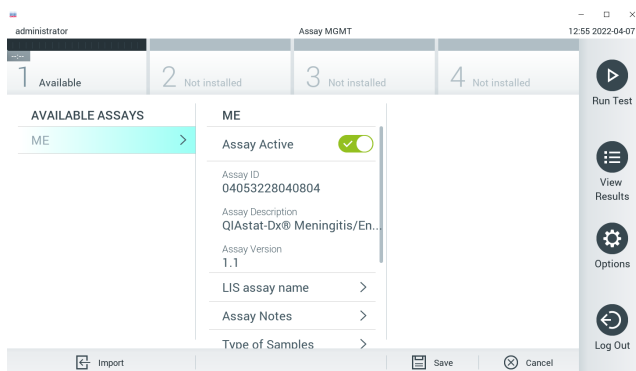 administrator Assay MGMT 12:55 2022-04-07
--:--
1 Available 2 Not installed 3 Not installed 4 Not installed
Run Test
AVAILABLE ASSAYS
ME
ME
Assay Active
Assay ID
04053228040804
Assay Description
QIAstat-Dx® Meningitis/En...
Assay Version
1.1
LIS assay name
Assay Notes
Type of Samples
View
Results
Options
Log Out
Import Save Cancel